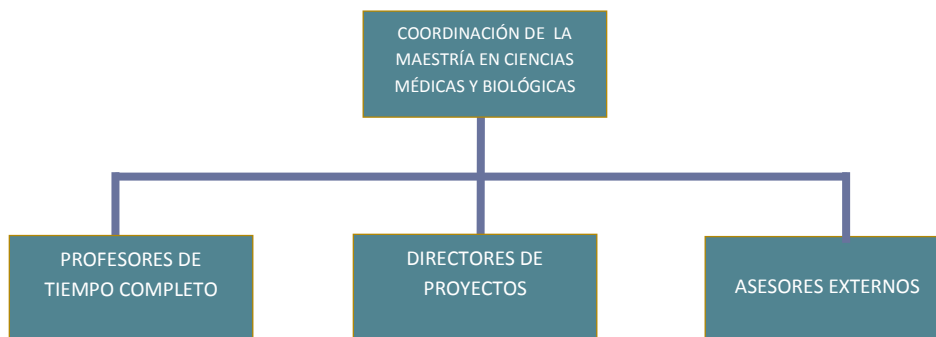 COORDINACIÓN DE LA
MAESTRÍA EN CIENCIAS
MÉDICAS Y BIOLÓGICAS
PROFESORES DE
TIEMPO COMPLETO
DIRECTORES DE
PROYECTOS
ASESORES EXTERNOS